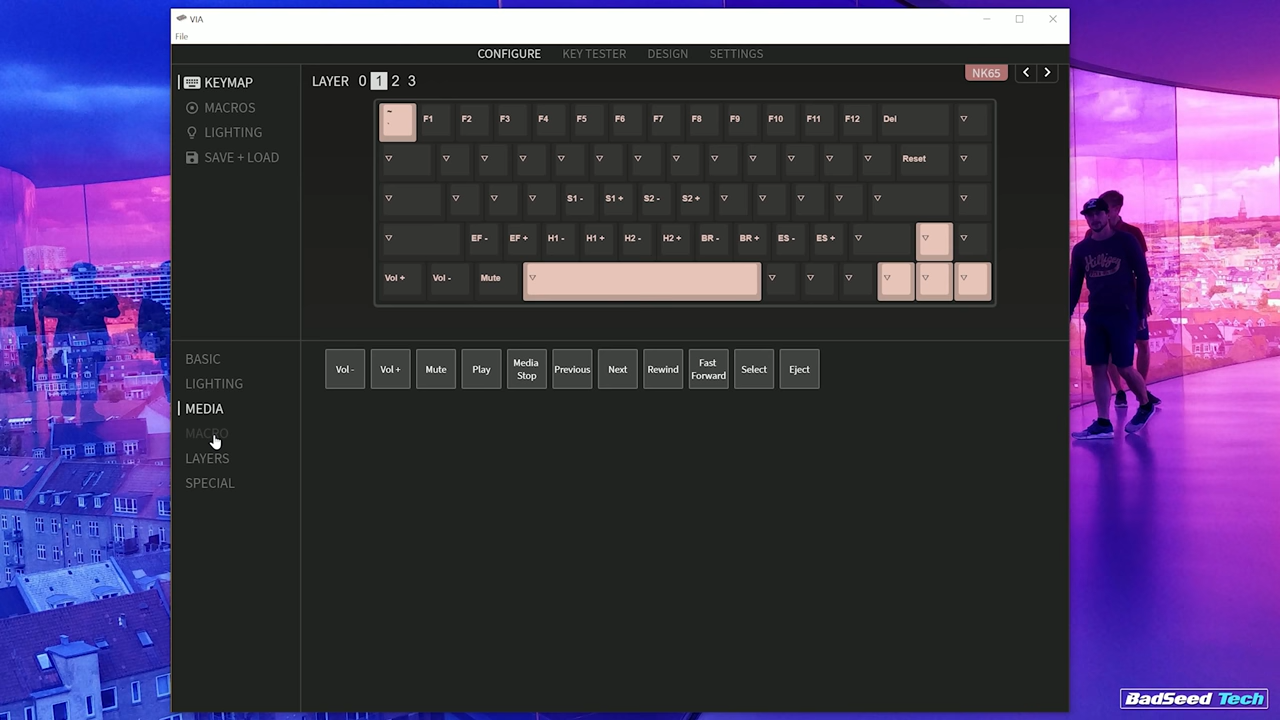 VIA
File
CONFIGURE KEY TESTER DESIGN SETTINGS
KEYMAP
MACROS
LIGHTING
SAVE + LOAD
LAYER 0 1 2 3
NK65
F1 F2 F3 F4 F5 F6 F7 F8 F9 F10 F11 F12 Del ▽
▽ ▽ ▽ ▽ ▽ ▽ ▽ ▽ ▽ ▽ ▽ ▽ ▽ Reset ▽
▽ ▽ ▽ ▽ S1 - S1 + S2 - S2 + ▽ ▽ ▽ ▽ ▽ ▽
▽ EF - EF + H1 - H1 + H2 - H2 + BR - BR + ES - ES + ▽ ▽ ▽
Vol + Vol - Mute ▽ ▽ ▽ ▽ ▽ ▽ ▽
BASIC
LIGHTING
MEDIA
MACRO
LAYERS
SPECIAL
Vol - Vol + Mute Play Media Stop Previous Next Rewind Fast Forward Select Eject
BadSeed Tech